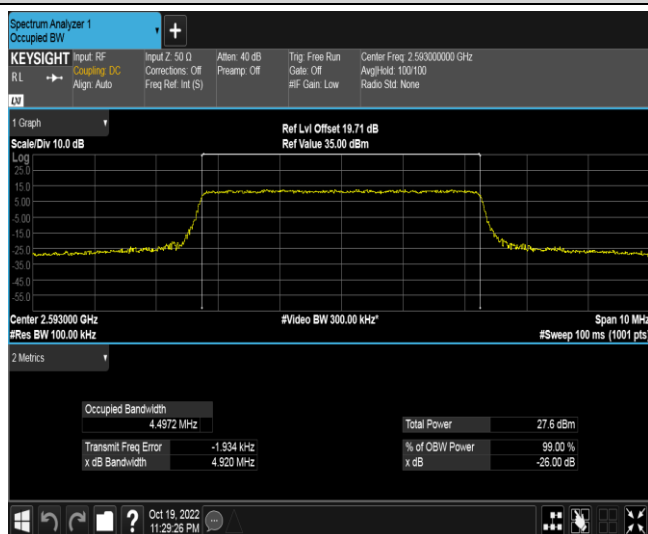 Spectrum Analyzer 1
Occupied BW
+
KEYSIGHT
RL
LXI
Input: RF
Coupling: DC
Align: Auto
Input Z: 50 Ω
Corrections: Off
Freq Ref: Int (S)
Atten: 40 dB
Preamp: Off
Trig: Free Run
Gate: Off
#IF Gain: Low
Center Freq: 2.593000000 GHz
Avg|Hold: 100/100
Radio Std: None
1 Graph
Scale/Div 10.0 dB
Ref Lvl Offset 19.71 dB
Ref Value 35.00 dBm
Log
25.0
15.0
5.00
-5.00
-15.0
-25.0
-35.0
-45.0
-55.0
Center 2.593000 GHz
#Res BW 100.00 kHz
#Video BW 300.00 kHz*
Span 10 MHz
#Sweep 100 ms (1001 pts)
2 Metrics
Occupied Bandwidth
4.4972 MHz
Transmit Freq Error -1.934 kHz
x dB Bandwidth 4.920 MHz
Total Power 27.6 dBm
% of OBW Power 99.00 %
x dB -26.00 dB
?
Oct 19, 2022
11:29:26 PM